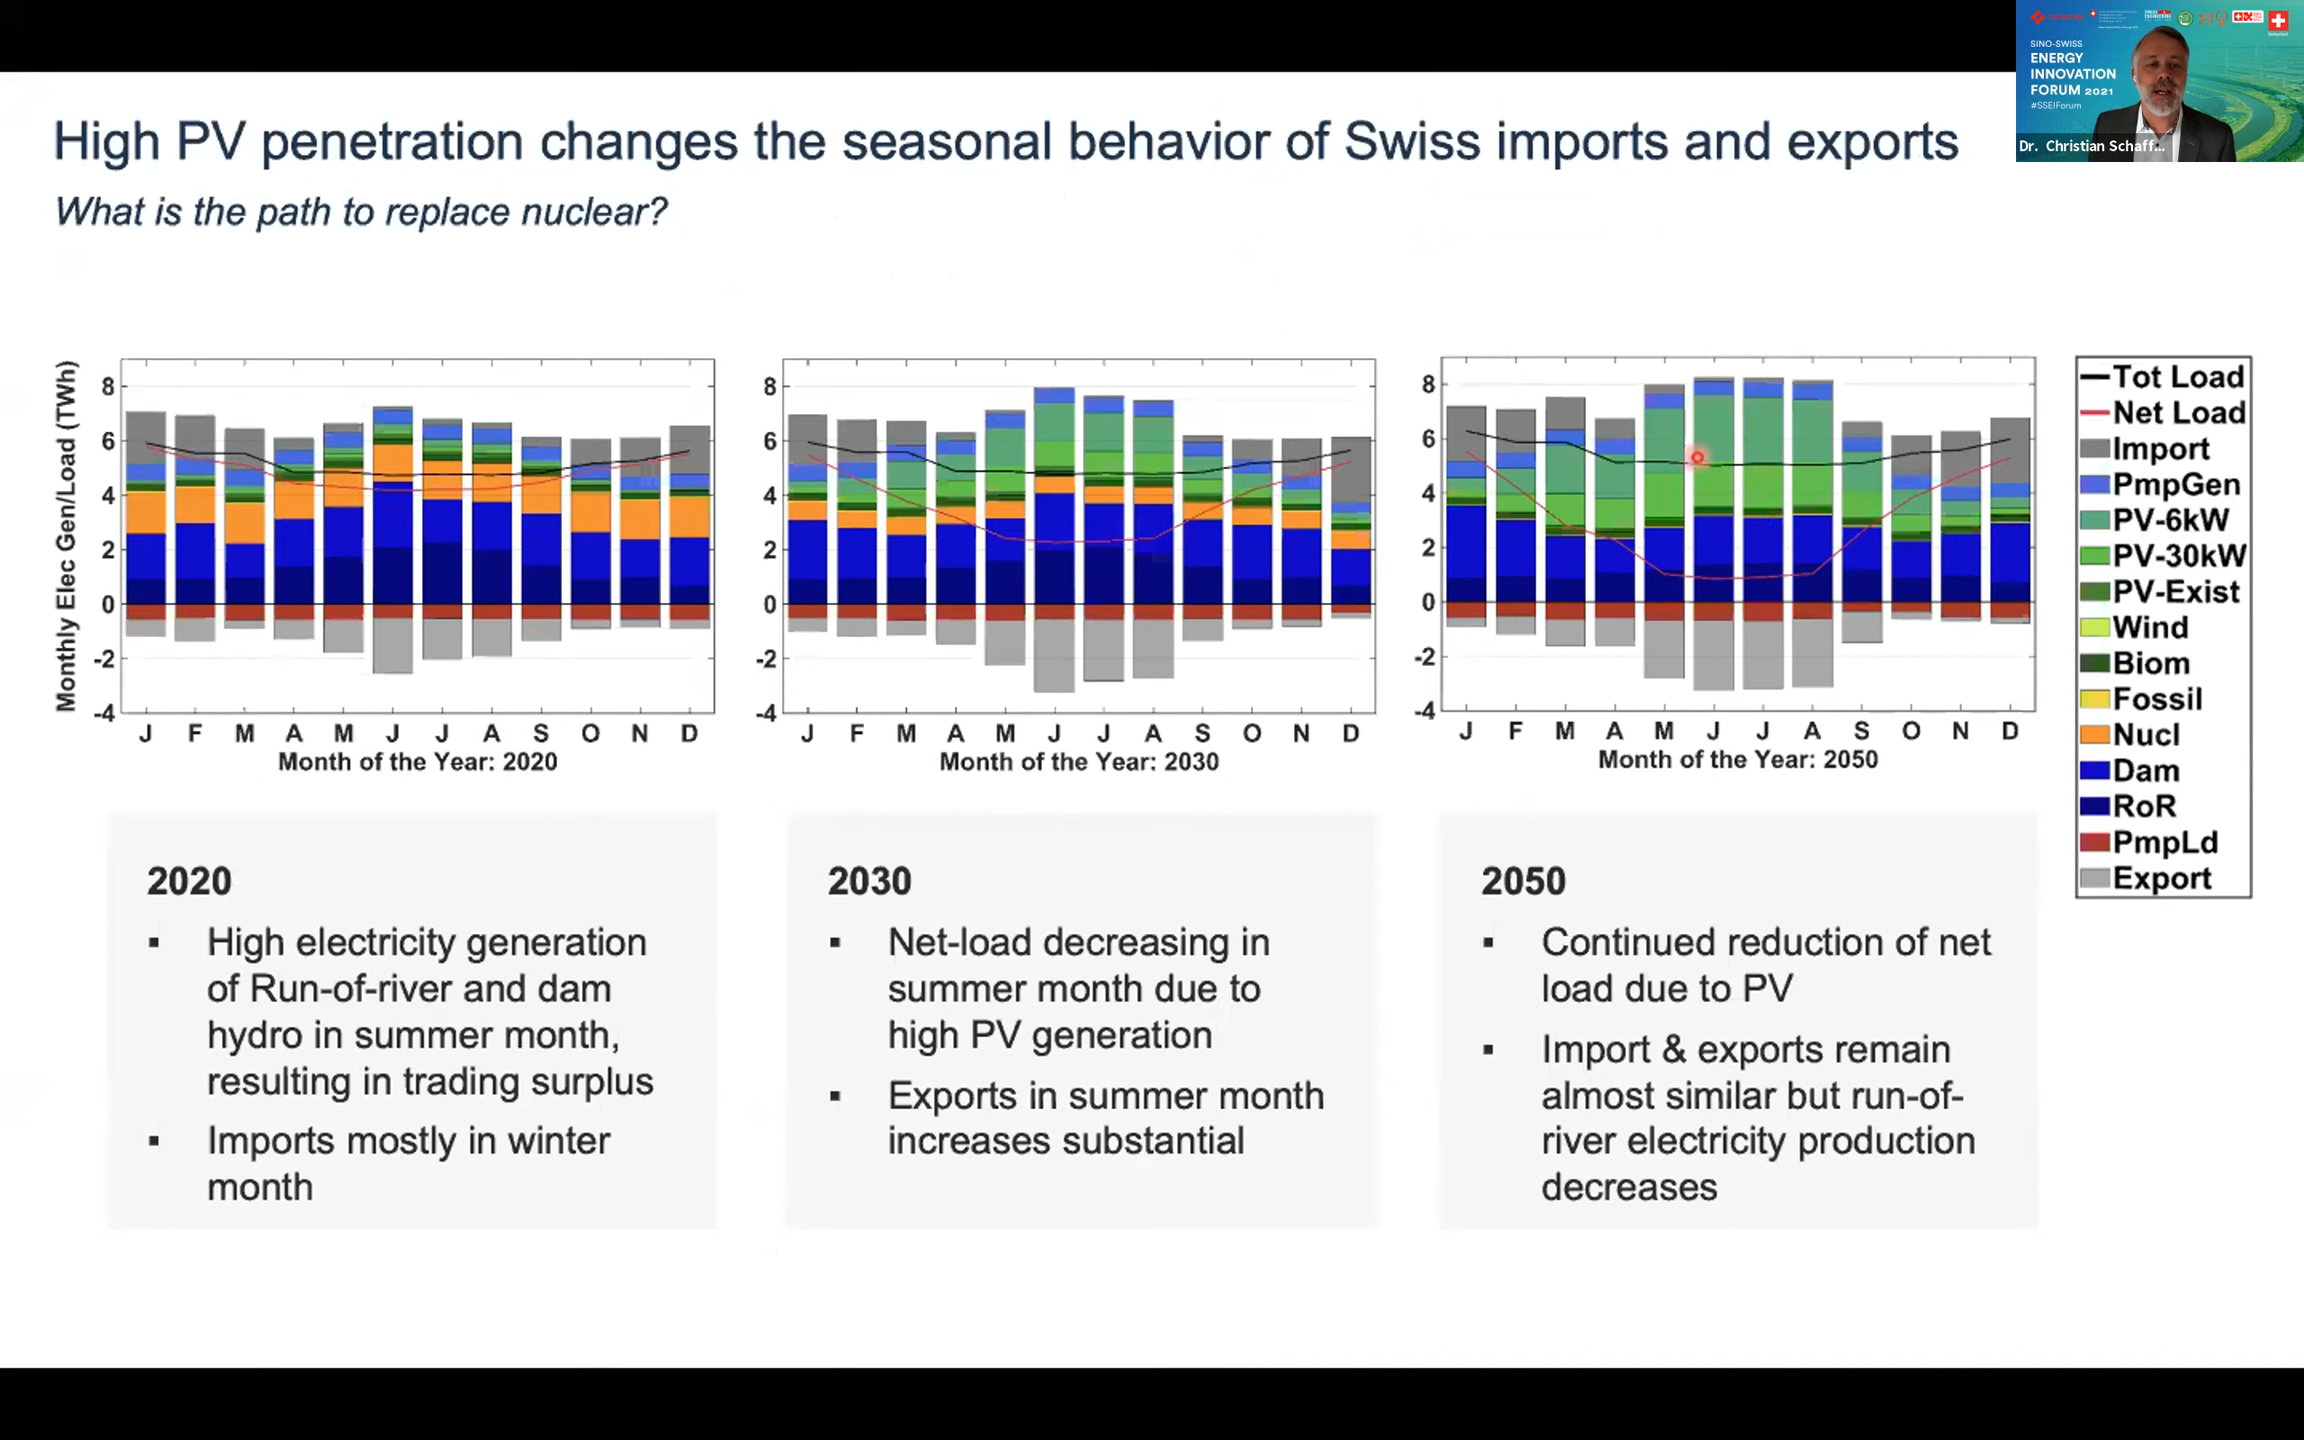 SINO-SWISS
ENERGY
INNOVATION
FORUM 2021
#SSEIForum
Dr. Christian Schaff...
High PV penetration changes the seasonal behavior of Swiss imports and exports
What is the path to replace nuclear?
Monthly Elec Gen/Load (TWh)
8
6
4
2
0
-2
-4
J F M A M J J A S O N D
Month of the Year: 2020
8
6
4
2
0
-2
-4
J F M A M J J A S O N D
Month of the Year: 2030
8
6
4
2
0
-2
-4
J F M A M J J A S O N D
Month of the Year: 2050
Tot Load
Net Load
Import
PmpGen
PV-6kW
PV-30kW
PV-Exist
Wind
Biom
Fossil
Nucl
Dam
RoR
PmpLd
Export
2020
▪ High electricity generation
of Run-of-river and dam
hydro in summer month,
resulting in trading surplus
▪ Imports mostly in winter
month
2030
▪ Net-load decreasing in
summer month due to
high PV generation
▪ Exports in summer month
increases substantial
2050
▪ Continued reduction of net
load due to PV
▪ Import & exports remain
almost similar but run-of-
river electricity production
decreases